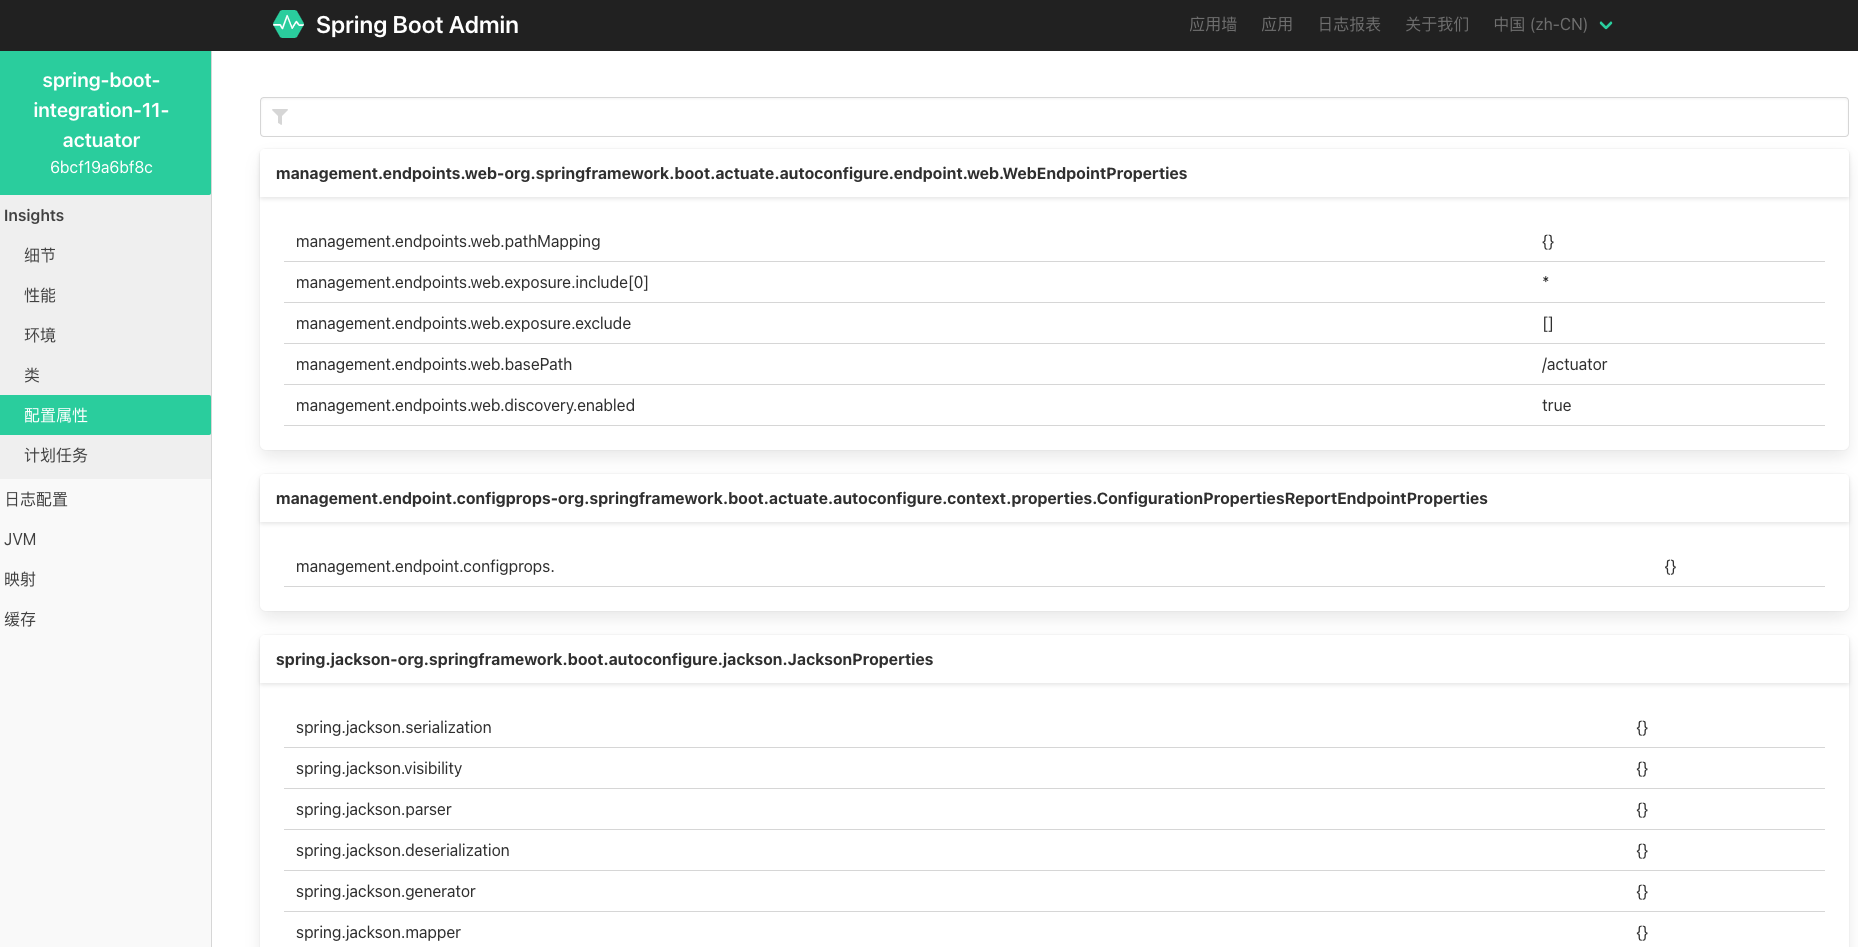 Spring Boot Admin
应用墙 应用 日志报表 关于我们 中国 (zh-CN)
spring-boot-
integration-11-
actuator
6bcf19a6bf8c
Insights
细节
性能
环境
类
配置属性
计划任务
日志配置
JVM
映射
缓存
management.endpoints.web-org.springframework.boot.actuate.autoconfigure.endpoint.web.WebEndpointProperties
management.endpoints.web.pathMapping {}
management.endpoints.web.exposure.include[0] *
management.endpoints.web.exposure.exclude []
management.endpoints.web.basePath /actuator
management.endpoints.web.discovery.enabled true
management.endpoint.configprops-org.springframework.boot.actuate.autoconfigure.context.properties.ConfigurationPropertiesReportEndpointProperties
management.endpoint.configprops. {}
spring.jackson-org.springframework.boot.autoconfigure.jackson.JacksonProperties
spring.jackson.serialization {}
spring.jackson.visibility {}
spring.jackson.parser {}
spring.jackson.deserialization {}
spring.jackson.generator {}
spring.jackson.mapper {}